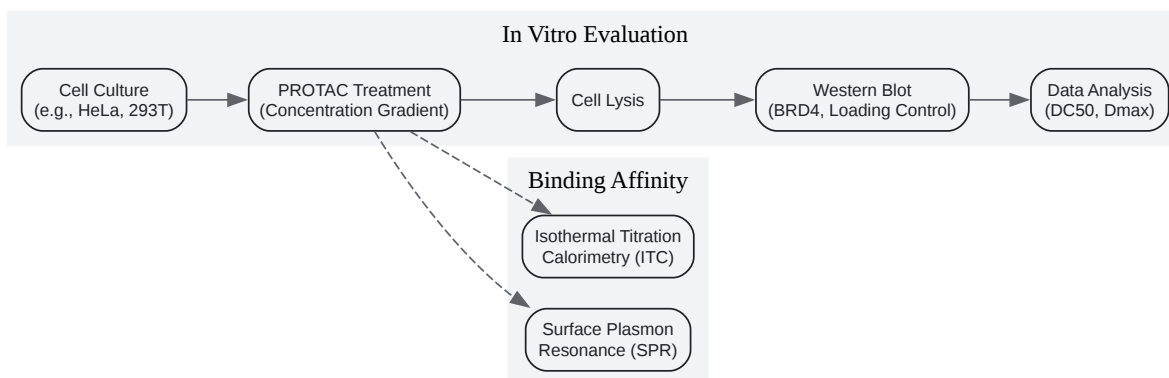 In Vitro Evaluation
Cell Culture
(e.g., HeLa, 293T)
PROTAC Treatment
(Concentration Gradient)
Cell Lysis
Western Blot
(BRD4, Loading Control)
Data Analysis
(DC50, Dmax)
Binding Affinity
Isothermal Titration
Calorimetry (ITC)
Surface Plasmon
Resonance (SPR)